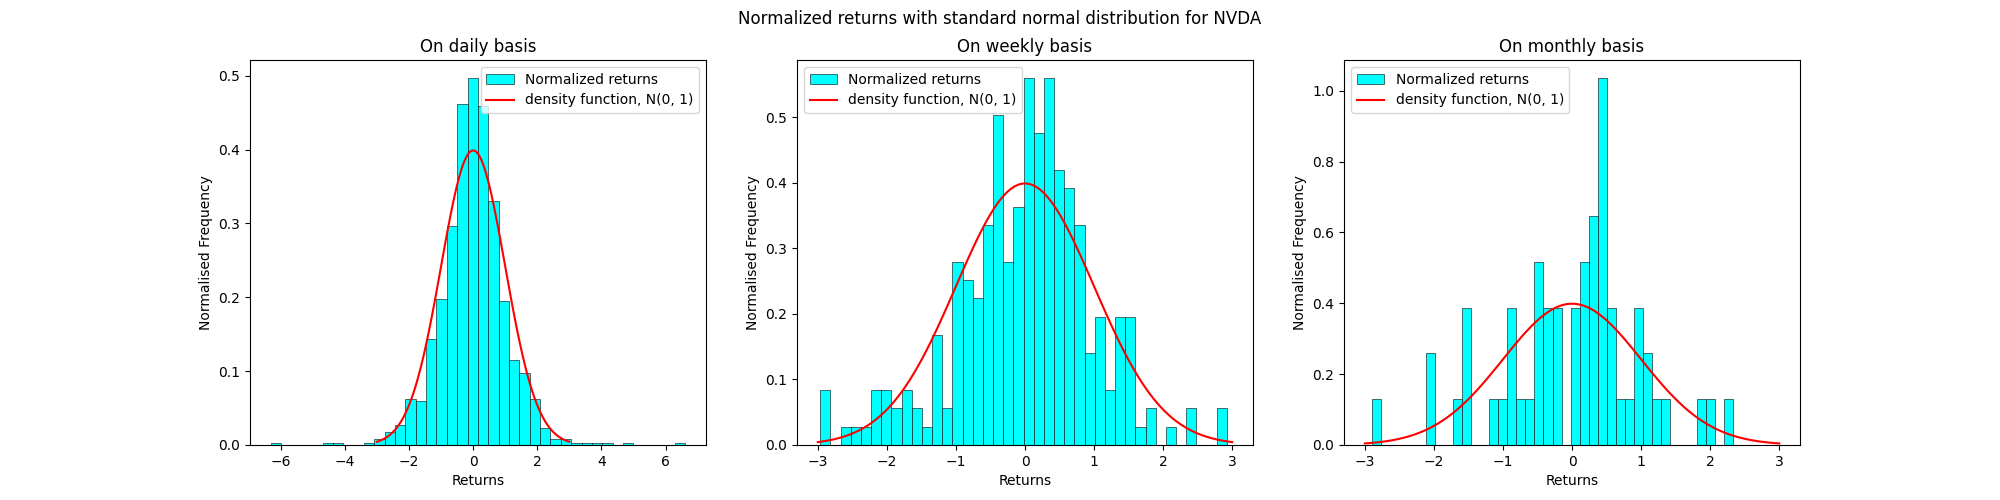 Normalized returns with standard normal distribution for NVDA
On daily basis
Normalized returns
density function, N(0, 1)
Normalised Frequency
0.5
0.4
0.3
0.2
0.1
0.0
−6 −4 −2 0 2 4 6
Returns
On weekly basis
Normalized returns
density function, N(0, 1)
Normalised Frequency
0.5
0.4
0.3
0.2
0.1
0.0
−3 −2 −1 0 1 2 3
Returns
On monthly basis
Normalized returns
density function, N(0, 1)
Normalised Frequency
1.0
0.8
0.6
0.4
0.2
0.0
−3 −2 −1 0 1 2 3
Returns